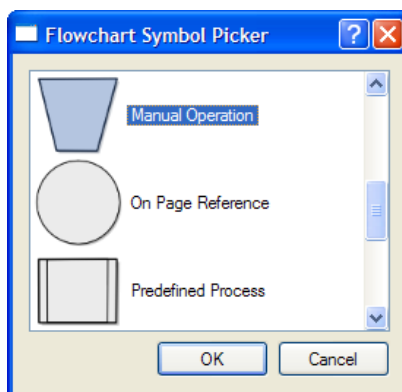 Flowchart Symbol Picker
Manual Operation
On Page Reference
Predefined Process
OK Cancel